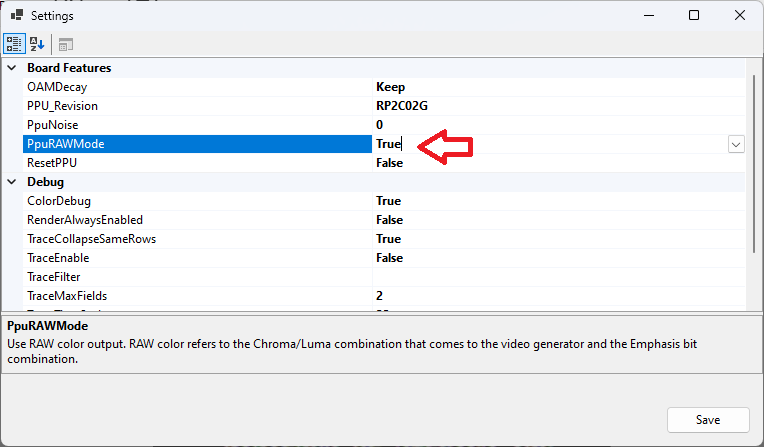 Settings
Board Features
OAMDecay Keep
PPU_Revision RP2C02G
PpuNoise 0
PpuRAWMode True
ResetPPU False
Debug
ColorDebug True
RenderAlwaysEnabled False
TraceCollapseSameRows True
TraceEnable False
TraceFilter
TraceMaxFields 2
PpuRAWMode
Use RAW color output. RAW color refers to the Chroma/Luma combination that comes to the video generator and the Emphasis bit
combination.
Save